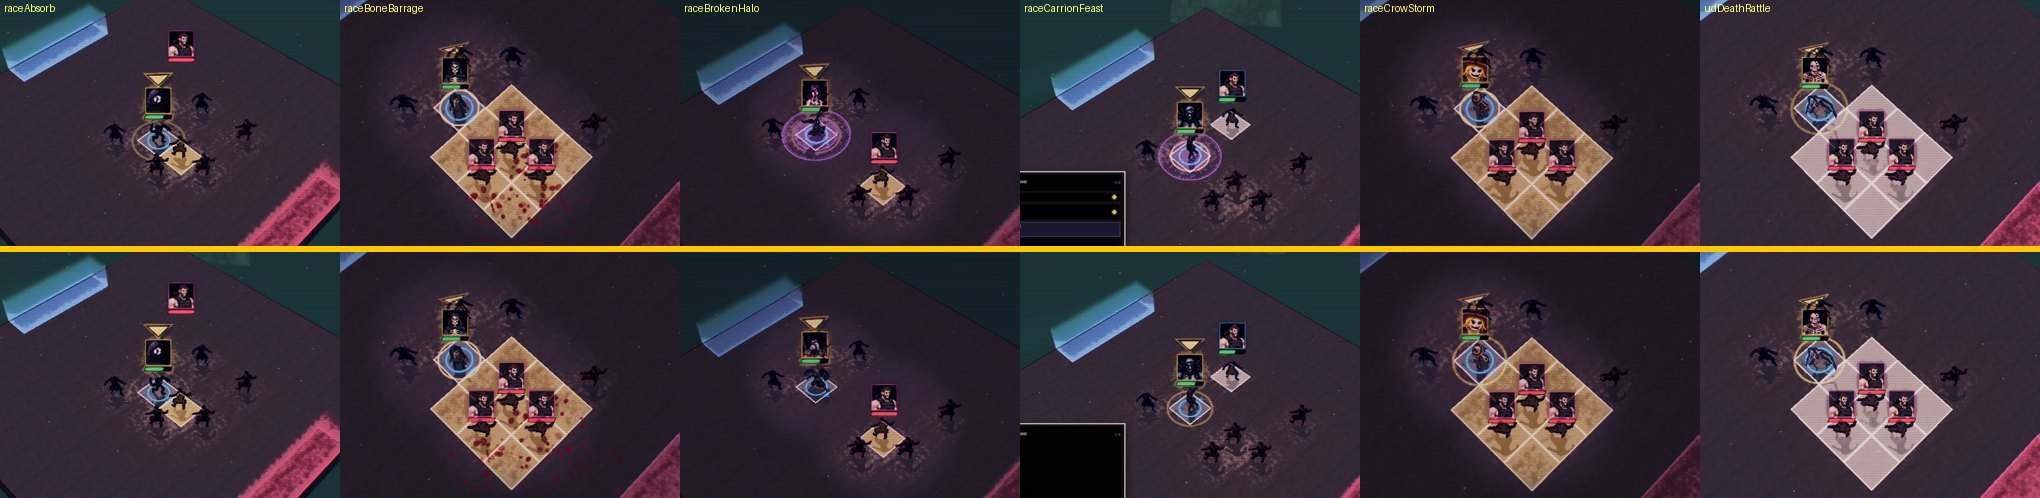 raceAbsorb
raceBoneBarrage
raceBrokenHalo
raceCarrionFeast
raceCrowStorm
udDeathRattle